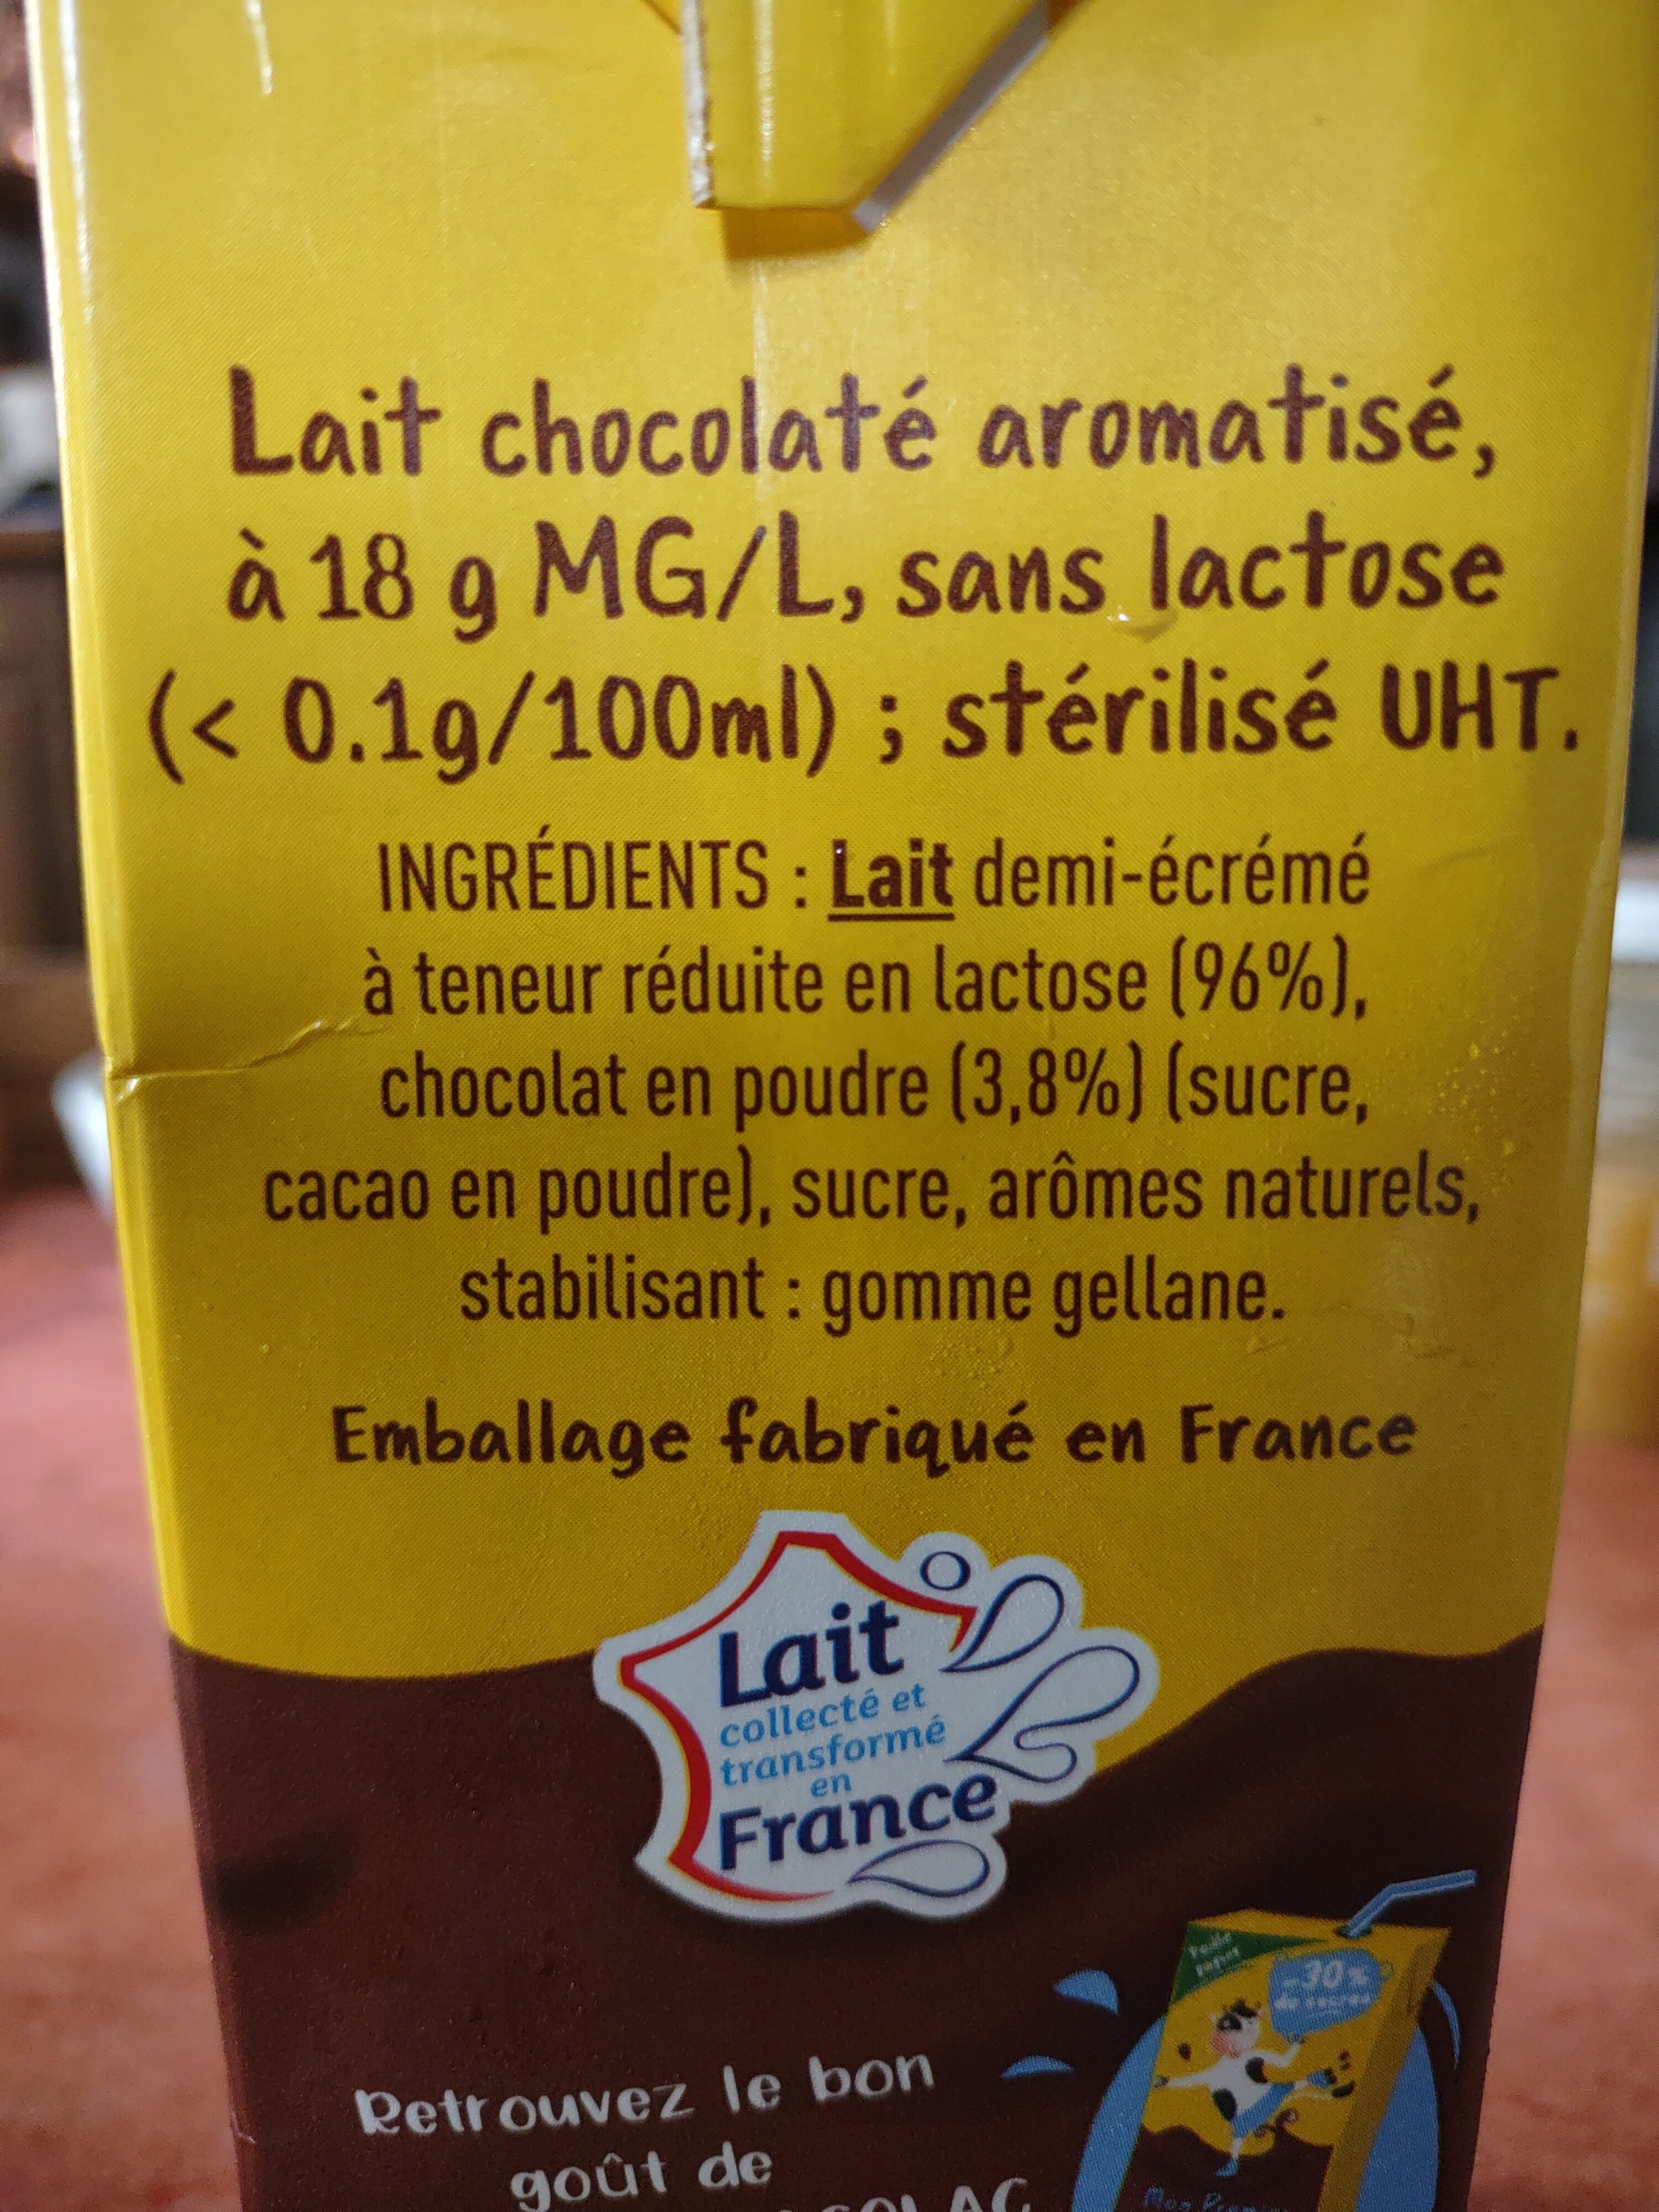 Lait chocolaté aromatisé,
à 18 g MG/L, sans lactose
(< 0.1g/100ml) ; stérilisé UHT.
INGRÉDIENTS : Lait demi-écrémé
à teneur réduite en lactose (96%),
chocolat en poudre (3,8%) (sucre,
cacao en poudre), sucre, arômes naturels,
stabilisant : gomme gellane.
Emballage fabriqué en France
Lait
collecté et
transformé
en
France
-30%
Retrouvez le bon
goût de
Mon